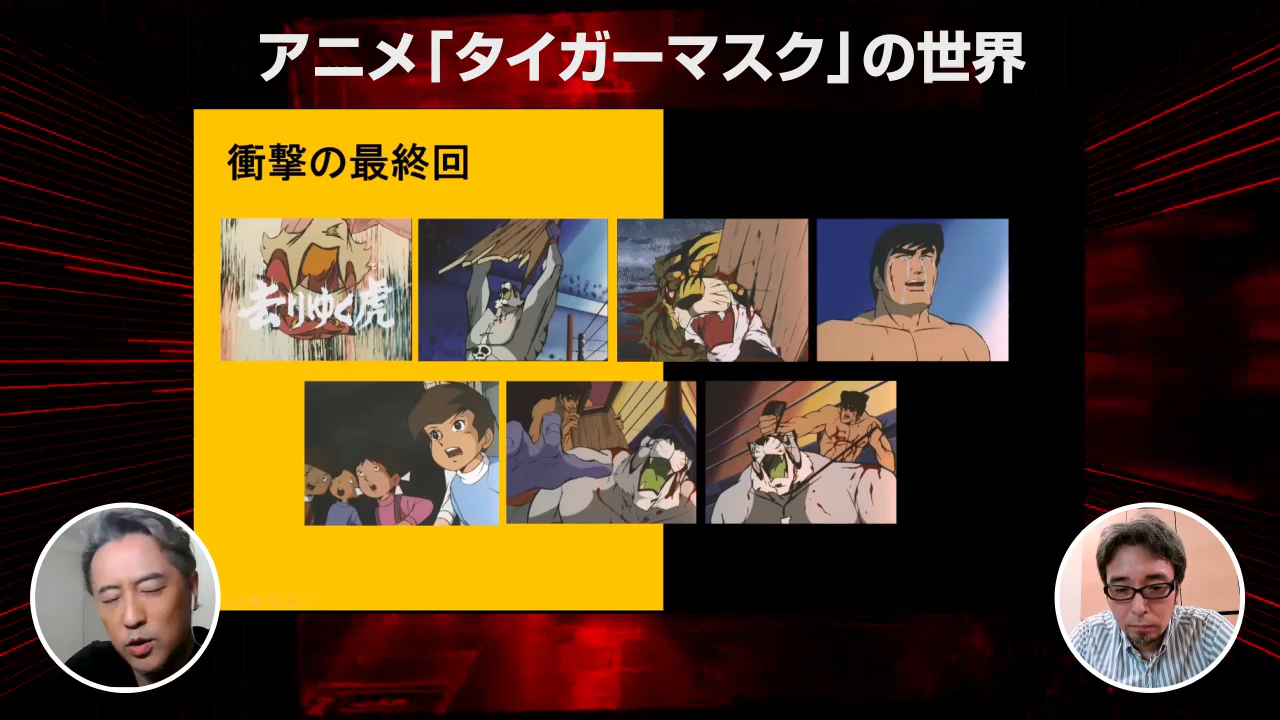 アニメ「タイガーマスク」の世界
衝撃の最終回
去りゆく虎